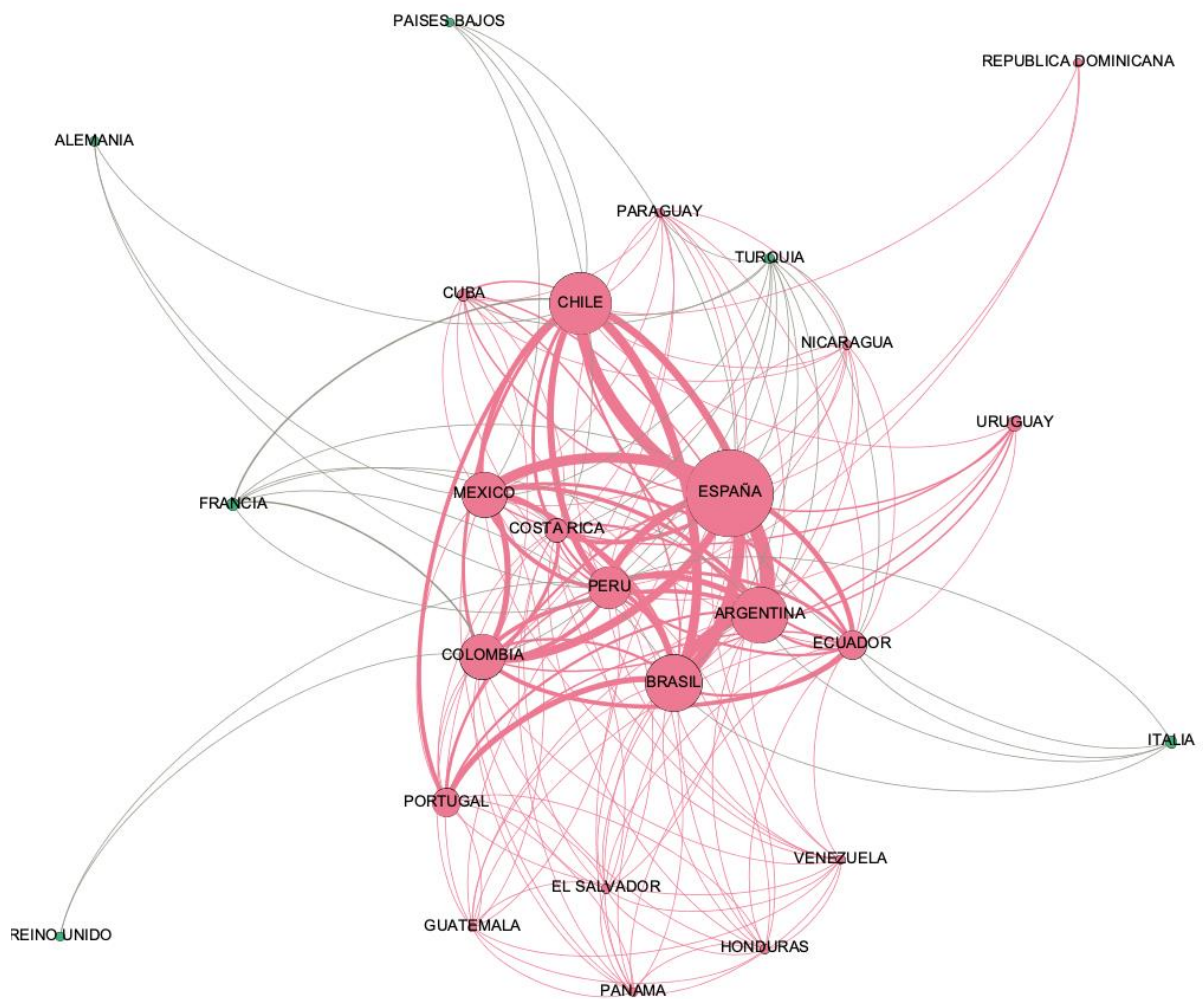 PAISES BAJOS
REPUBLICA DOMINICANA
ALEMANIA
PARAGUAY
TURQUIA
CUBA
CHILE
NICARAGUA
URUGUAY
MEXICO
ESPAÑA
FRANCIA
COSTA RICA
PERU
ARGENTINA
COLOMBIA
ECUADOR
BRASIL
ITALIA
PORTUGAL
VENEZUELA
EL SALVADOR
GUATEMALA
REINO UNIDO
HONDURAS
PANAMA